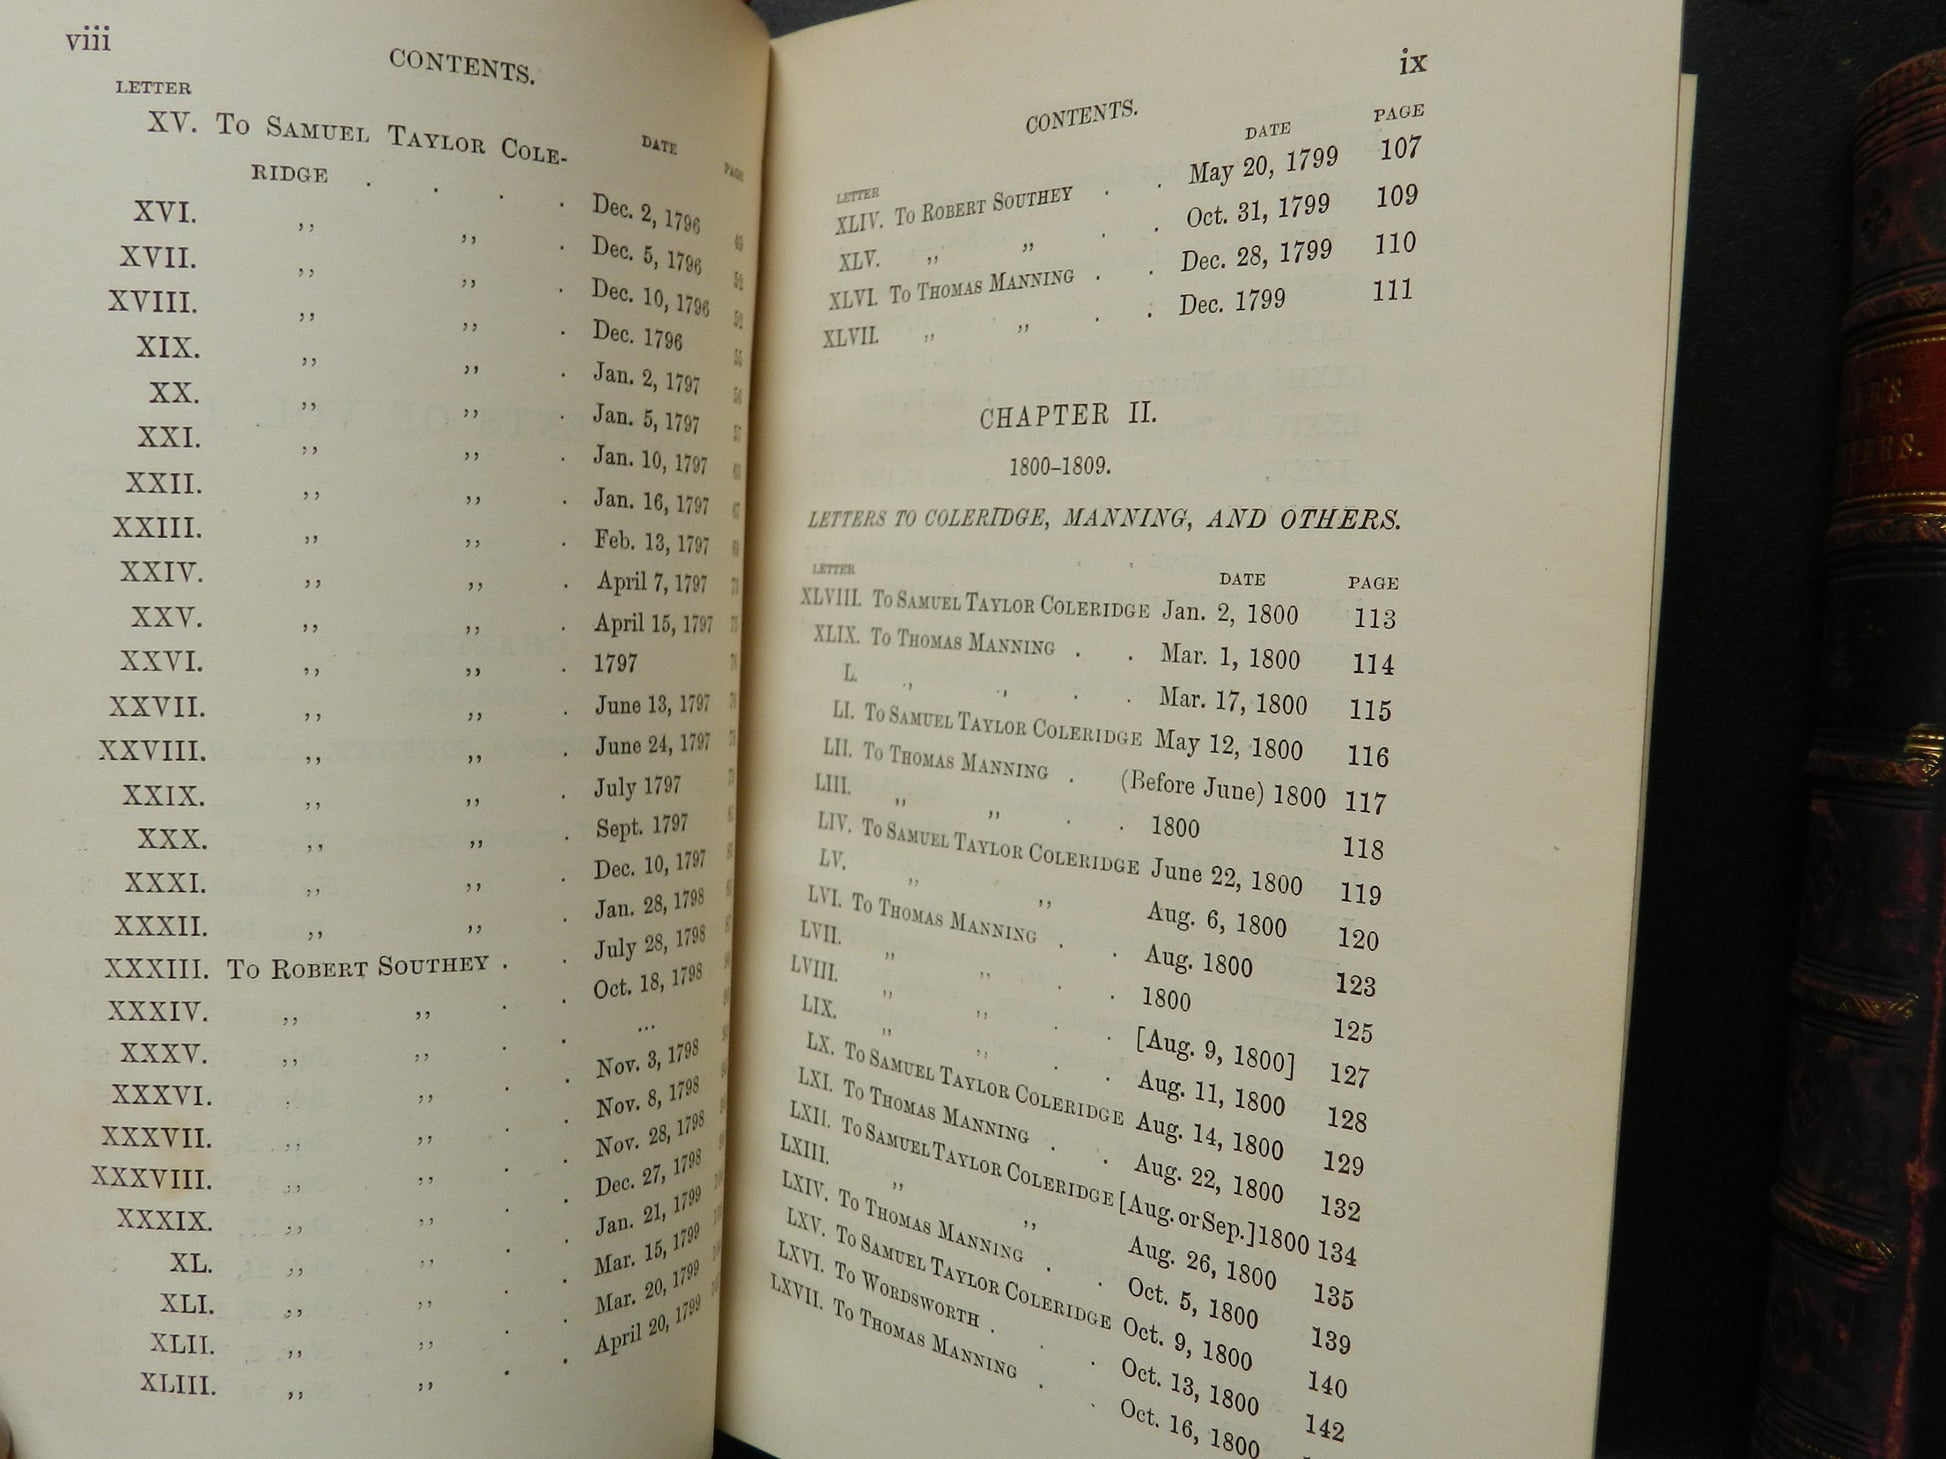 viii
CONTENTS.
LETTER DATE PAGE
XV. To Samuel Taylor Cole-
ridge . . . . Dec. 2, 1796
XVI. ,, ,, . Dec. 5, 1796
XVII. ,, ,, . Dec. 10, 1796
XVIII. ,, ,, . Dec. 1796
XIX. ,, ,, . Jan. 2, 1797
XX. ,, ,, . Jan. 5, 1797
XXI. ,, ,, . Jan. 10, 1797
XXII. ,, ,, . Jan. 16, 1797
XXIII. ,, ,, . Feb. 13, 1797
XXIV. ,, ,, . April 7, 1797
XXV. ,, ,, . April 15, 1797
XXVI. ,, ,, . 1797
XXVII. ,, ,, . June 13, 1797
XXVIII. ,, ,, . June 24, 1797
XXIX. ,, ,, . July 1797
XXX. ,, ,, . Sept. 1797
XXXI. ,, ,, . Dec. 10, 1797
XXXII. ,, ,, . Jan. 28, 1798
XXXIII. To Robert Southey . . July 28, 1798
XXXIV. ,, ,, . . Oct. 18, 1798
XXXV. ,, ,, . . ...
XXXVI. ,, ,, . . Nov. 3, 1798
XXXVII. ,, ,, . . Nov. 8, 1798
XXXVIII. ,, ,, . . Nov. 28, 1798
XXXIX. ,, ,, . . Dec. 27, 1798
XL. ,, ,, . . Jan. 21, 1799
XLI. ,, ,, . . Mar. 15, 1799
XLII. ,, ,, . . Mar. 20, 1799
XLIII. ,, ,, . . April 20, 1799
ix
CONTENTS.
LETTER DATE PAGE
XLIV. To Robert Southey . . May 20, 1799 107
XLV. ,, ,, . . Oct. 31, 1799 109
XLVI. To Thomas Manning . . Dec. 28, 1799 110
XLVII. ,, ,, . . Dec. 1799 111
CHAPTER II.
1800–1809.
LETTERS TO COLERIDGE, MANNING, AND OTHERS.
LETTER DATE PAGE
XLVIII. To Samuel Taylor Coleridge Jan. 2, 1800 113
XLIX. To Thomas Manning . . Mar. 1, 1800 114
L. ,, ,, . . Mar. 17, 1800 115
LI. To Samuel Taylor Coleridge May 12, 1800 116
LII. To Thomas Manning . (Before June) 1800 117
LIII. ,, ,, . . 1800 118
LIV. To Samuel Taylor Coleridge June 22, 1800 119
LV. ,, ,, Aug. 6, 1800 120
LVI. To Thomas Manning . . Aug. 1800 123
LVII. ,, ,, . . 1800 125
LVIII. ,, ,, . . [Aug. 9, 1800] 127
LIX. ,, ,, . . Aug. 11, 1800 128
LX. To Samuel Taylor Coleridge Aug. 14, 1800 129
LXI. To Thomas Manning . . Aug. 22, 1800 132
LXII. To Samuel Taylor Coleridge [Aug. or Sep.] 1800 134
LXIII. ,, ,, Aug. 26, 1800 135
LXIV. To Thomas Manning . . Oct. 5, 1800 139
LXV. To Samuel Taylor Coleridge Oct. 9, 1800 140
LXVI. To Wordsworth . . . Oct. 13, 1800 142
LXVII. To Thomas Manning . . Oct. 16, 1800